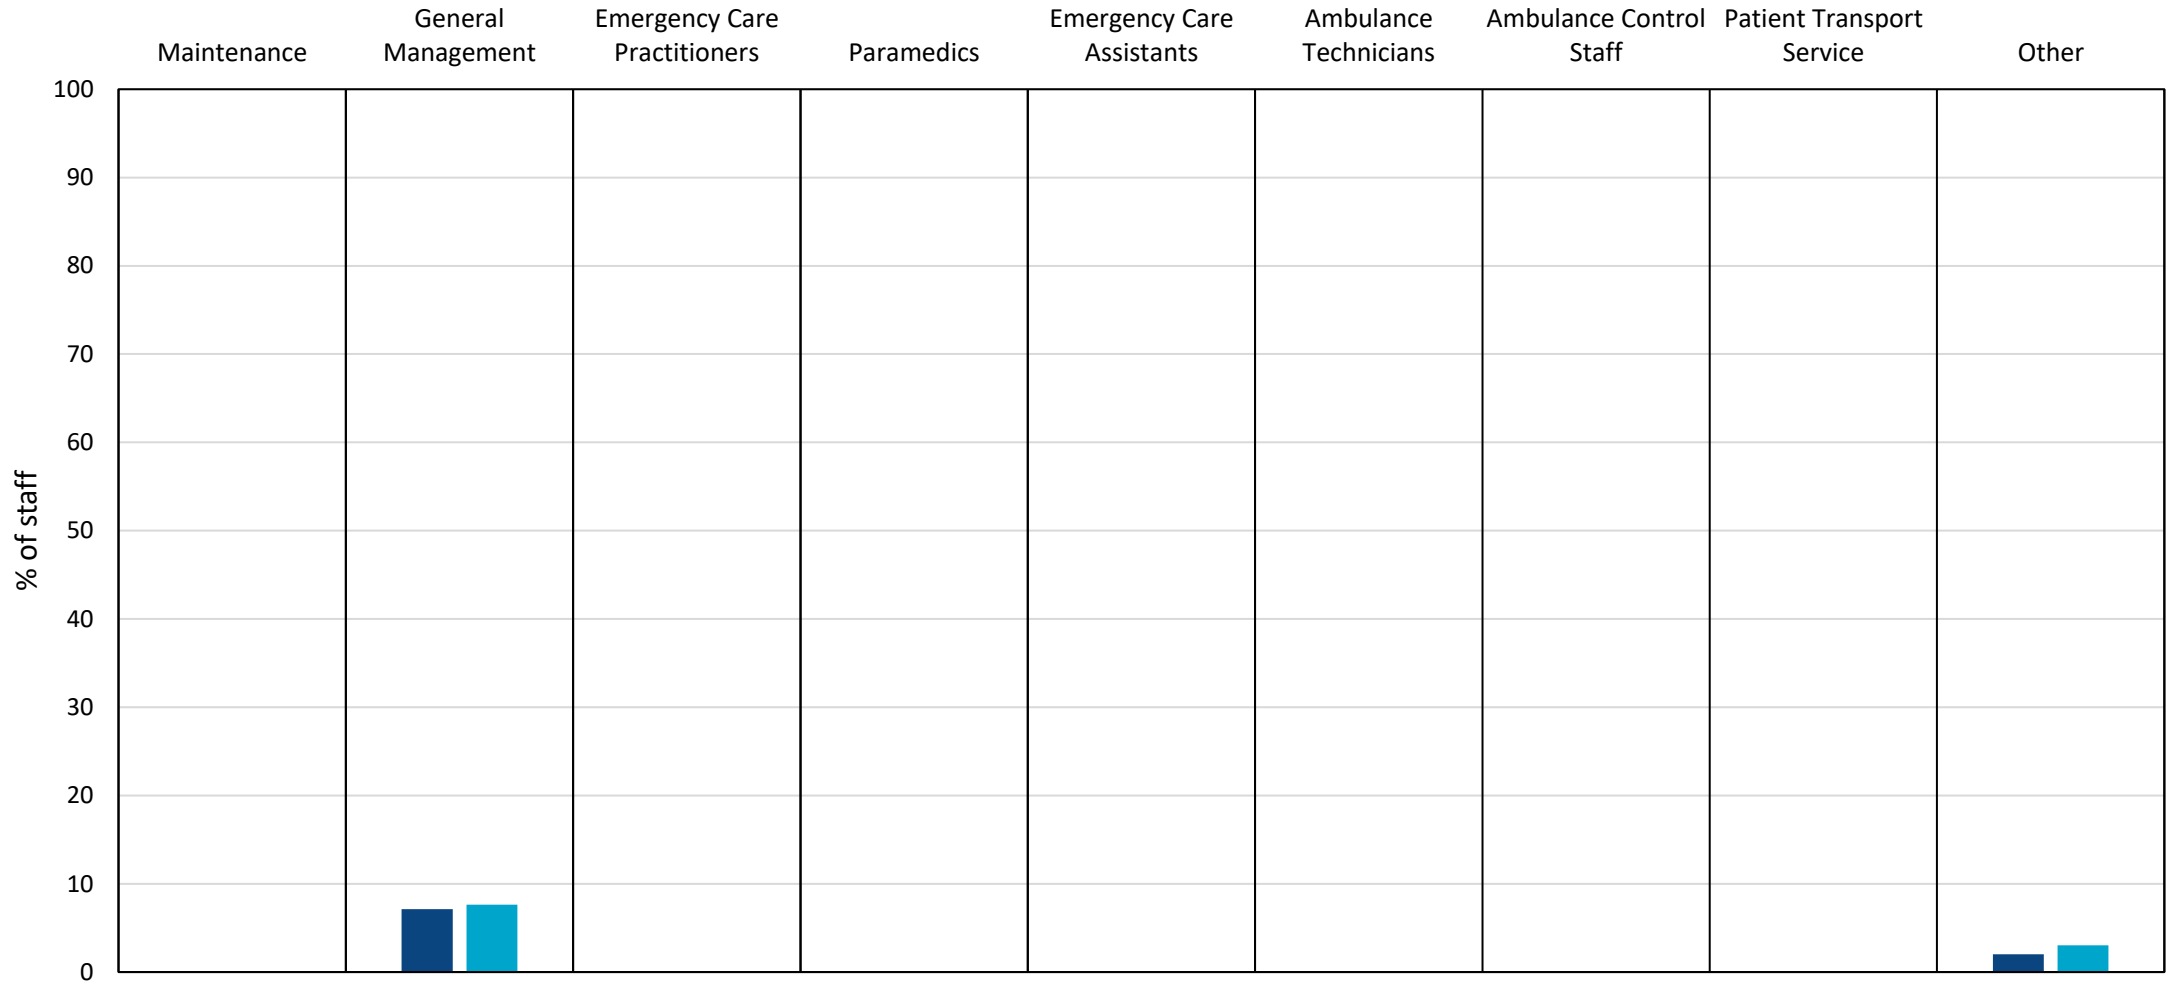 Maintenance
General
Management
Emergency Care
Practitioners
Paramedics
Emergency Care
Assistants
Ambulance
Technicians
Ambulance Control
Staff
Patient Transport
Service
Other
100
90
80
70
60
50
40
30
20
10
0
% of staff